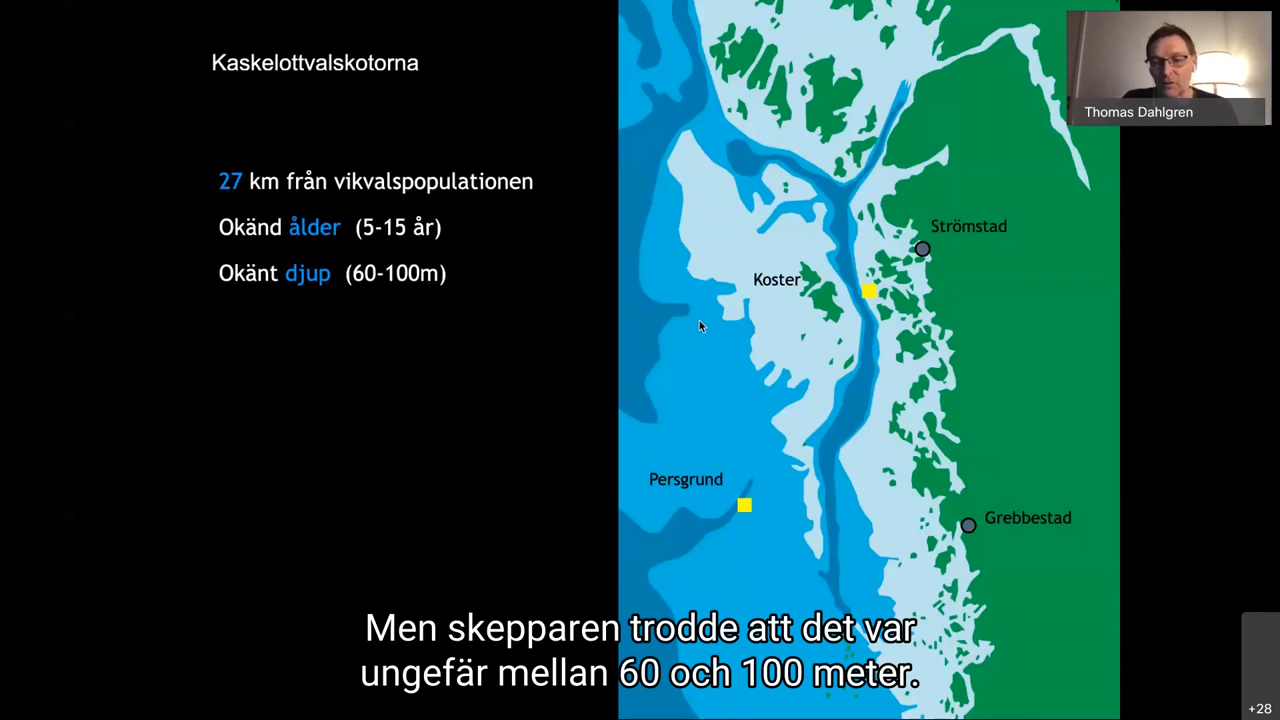 Kaskelottvalskotorna
27 km från vikvalspopulationen
Okänd ålder (5-15 år)
Okänt djup (60-100m)
Thomas Dahlgren
Strömstad
Koster
Persgrund
Grebbestad
Men skepparen trodde att det var
ungefär mellan 60 och 100 meter.
+28